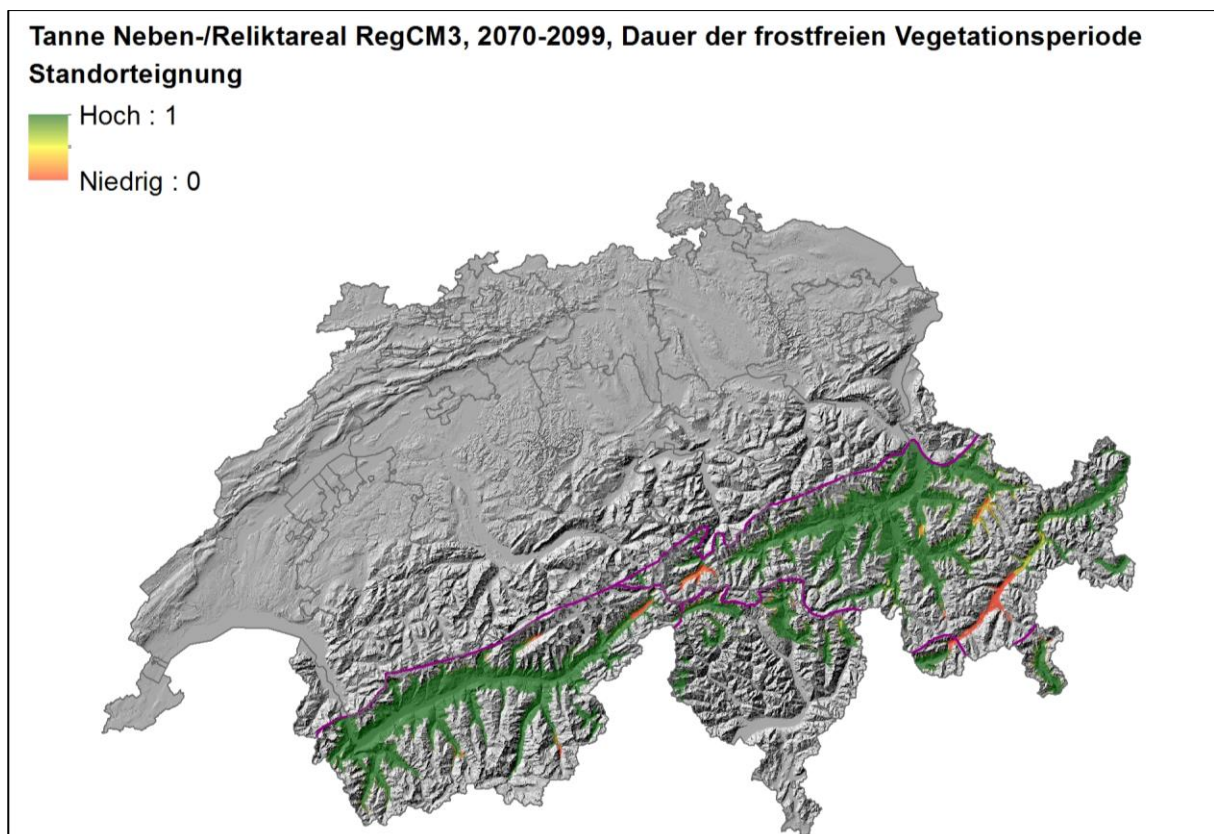 Tanne Neben-/Reliktareal RegCM3, 2070-2099, Dauer der frostfreien Vegetationsperiode
Standorteignung
Hoch : 1
Niedrig : 0